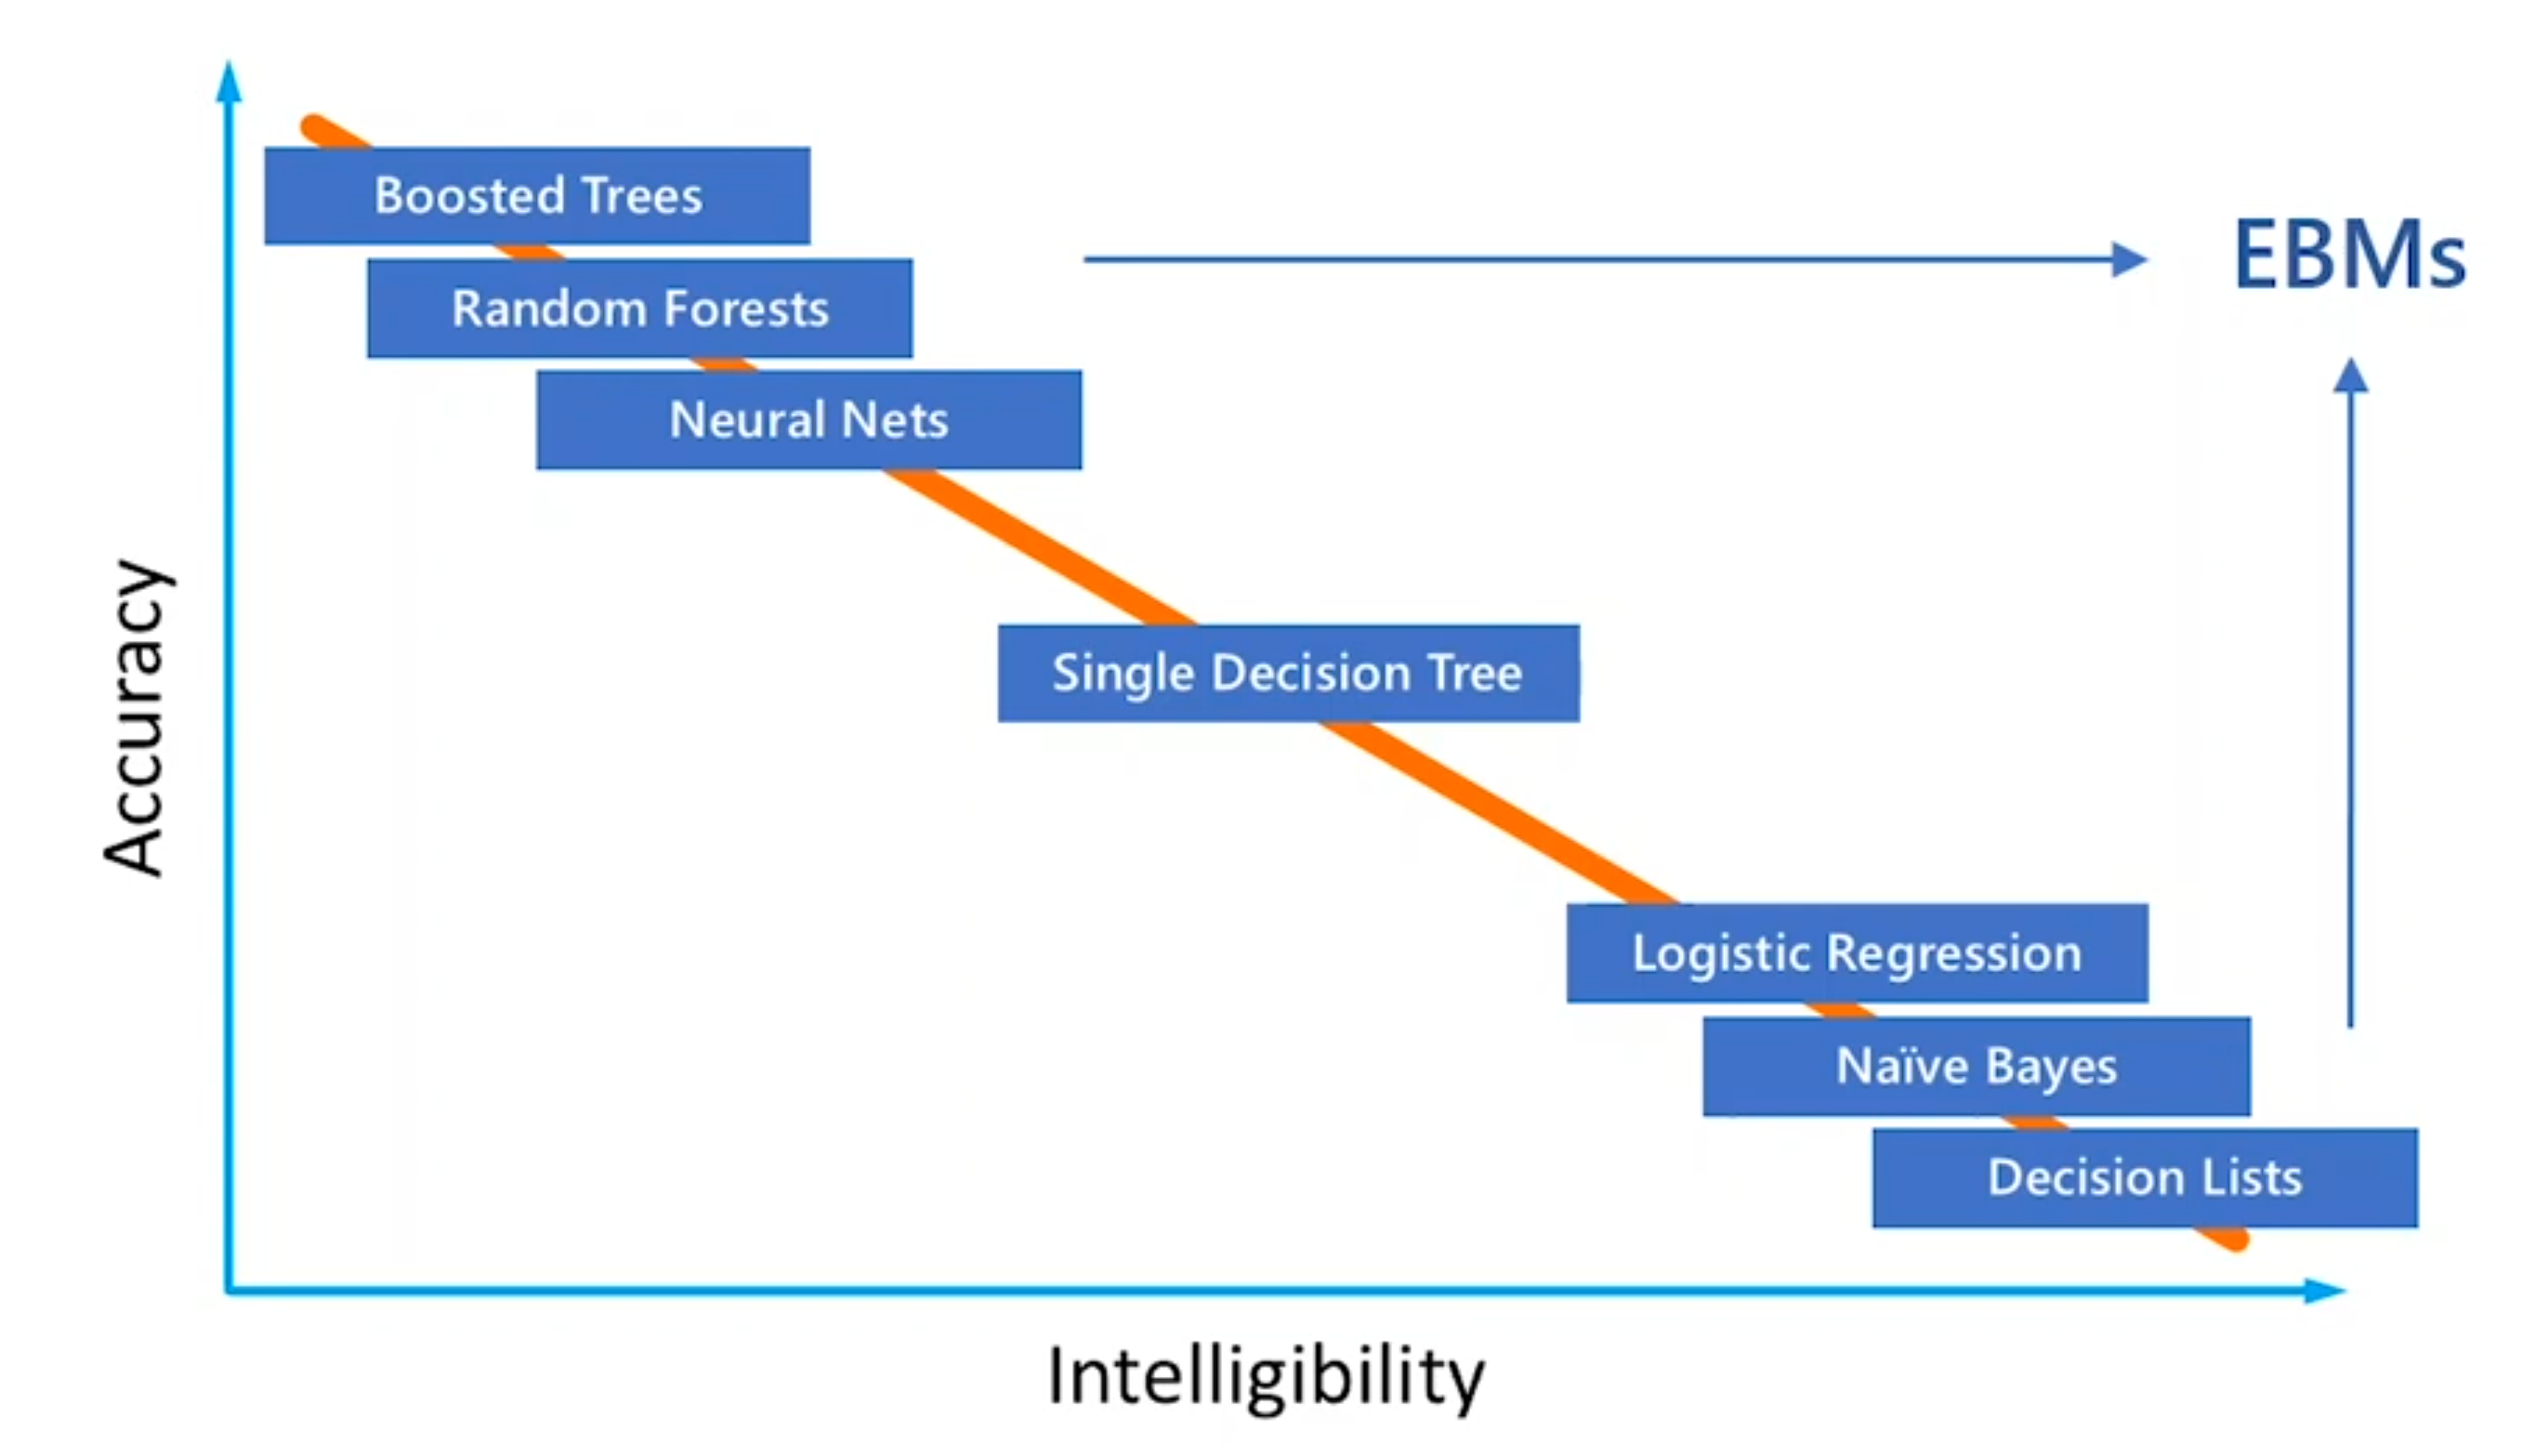 Boosted Trees
Random Forests
EBMs
Neural Nets
Single Decision Tree
Logistic Regression
Naïve Bayes
Decision Lists
Accuracy
Intelligibility